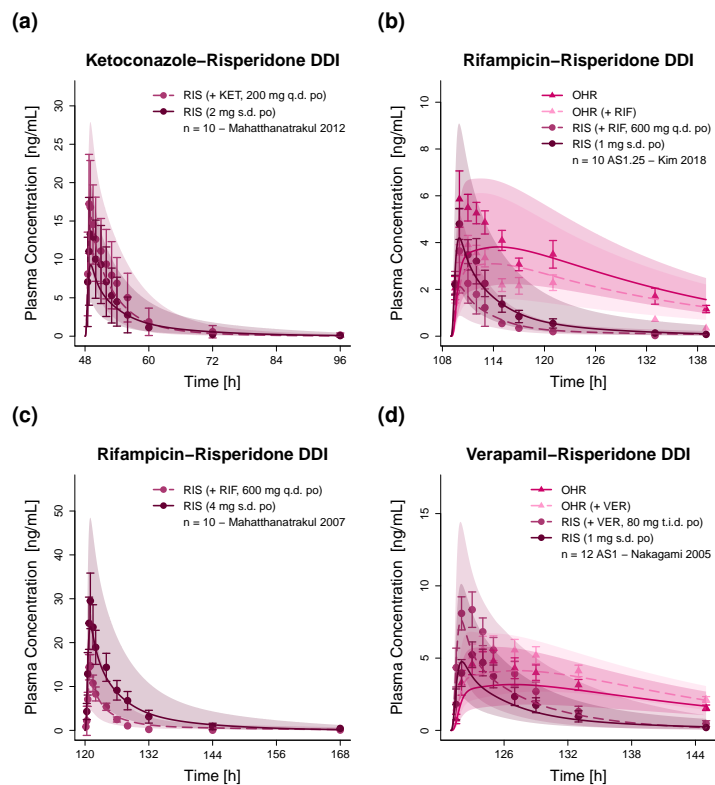 (a)
Ketoconazole–Risperidone DDI
RIS (+ KET, 200 mg q.d. po)
RIS (2 mg s.d. po)
n = 10 – Mahatthanatrakul 2012
Plasma Concentration [ng/mL]
30
25
20
15
10
5
0
48 60 72 84 96
Time [h]
(b)
Rifampicin–Risperidone DDI
OHR
OHR (+ RIF)
RIS (+ RIF, 600 mg q.d. po)
RIS (1 mg s.d. po)
n = 10 AS1.25 – Kim 2018
Plasma Concentration [ng/mL]
10
8
6
4
2
0
108 114 120 126 132 138
Time [h]
(c)
Rifampicin–Risperidone DDI
RIS (+ RIF, 600 mg q.d. po)
RIS (4 mg s.d. po)
n = 10 – Mahatthanatrakul 2007
Plasma Concentration [ng/mL]
50
40
30
20
10
0
120 132 144 156 168
Time [h]
(d)
Verapamil–Risperidone DDI
OHR
OHR (+ VER)
RIS (+ VER, 80 mg t.i.d. po)
RIS (1 mg s.d. po)
n = 12 AS1 – Nakagami 2005
Plasma Concentration [ng/mL]
15
10
5
0
126 132 138 144
Time [h]